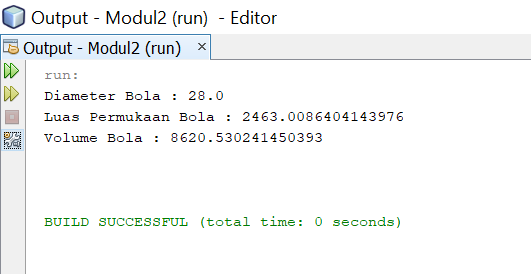 Output - Modul2 (run) - Editor
Output - Modul2 (run) ×
run:
Diameter Bola : 28.0
Luas Permukaan Bola : 2463.0086404143976
Volume Bola : 8620.530241450393
BUILD SUCCESSFUL (total time: 0 seconds)